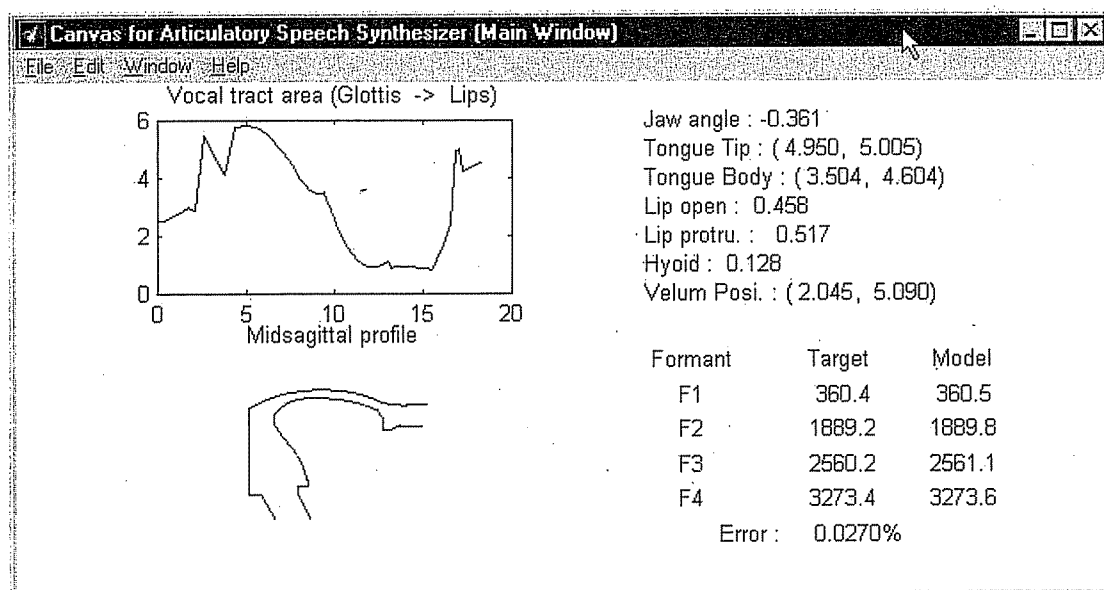 Canvas for Articulatory Speech Synthesizer (Main Window)
File Edit Window Help
Vocal tract area (Glottis -> Lips)
6
4
2
0
0 5 10 15 20
Midsagittal profile
Jaw angle : -0.361
Tongue Tip : ( 4.950, 5.005)
Tongue Body : ( 3.504, 4.604)
Lip open : 0.458
Lip protru. : 0.517
Hyoid : 0.128
Velum Posi. : ( 2.045, 5.090)
Formant Target Model
F1 360.4 360.5
F2 1889.2 1889.8
F3 2560.2 2561.1
F4 3273.4 3273.6
Error : 0.0270%